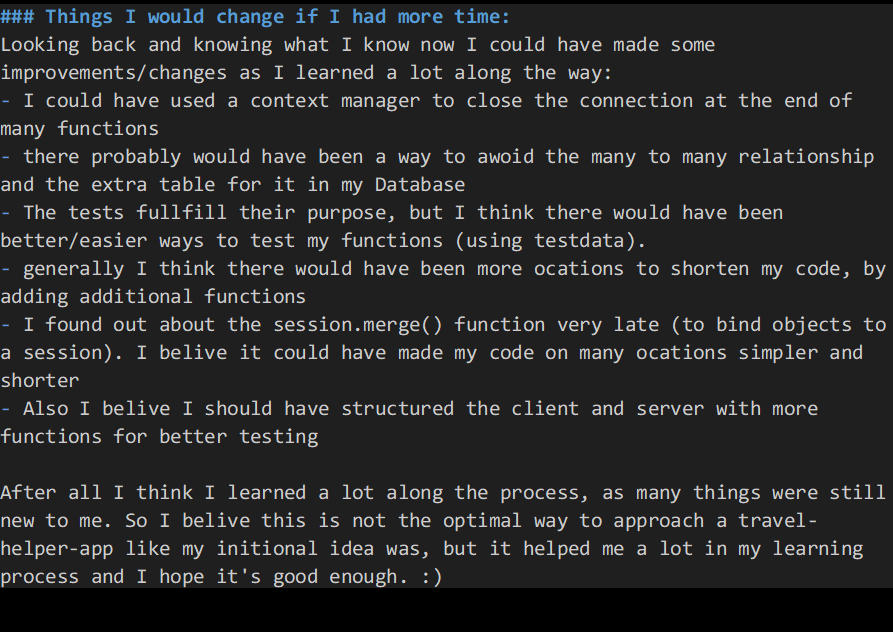 ### Things I would change if I had more time:
Looking back and knowing what I know now I could have made some
improvements/changes as I learned a lot along the way:
- I could have used a context manager to close the connection at the end of
many functions
- there probably would have been a way to awoid the many to many relationship
and the extra table for it in my Database
- The tests fullfill their purpose, but I think there would have been
better/easier ways to test my functions (using testdata).
- generally I think there would have been more ocations to shorten my code, by
adding additional functions
- I found out about the session.merge() function very late (to bind objects to
a session). I belive it could have made my code on many ocations simpler and
shorter
- Also I belive I should have structured the client and server with more
functions for better testing

After all I think I learned a lot along the process, as many things were still
new to me. So I belive this is not the optimal way to approach a travel-
helper-app like my initional idea was, but it helped me a lot in my learning
process and I hope it's good enough. :)